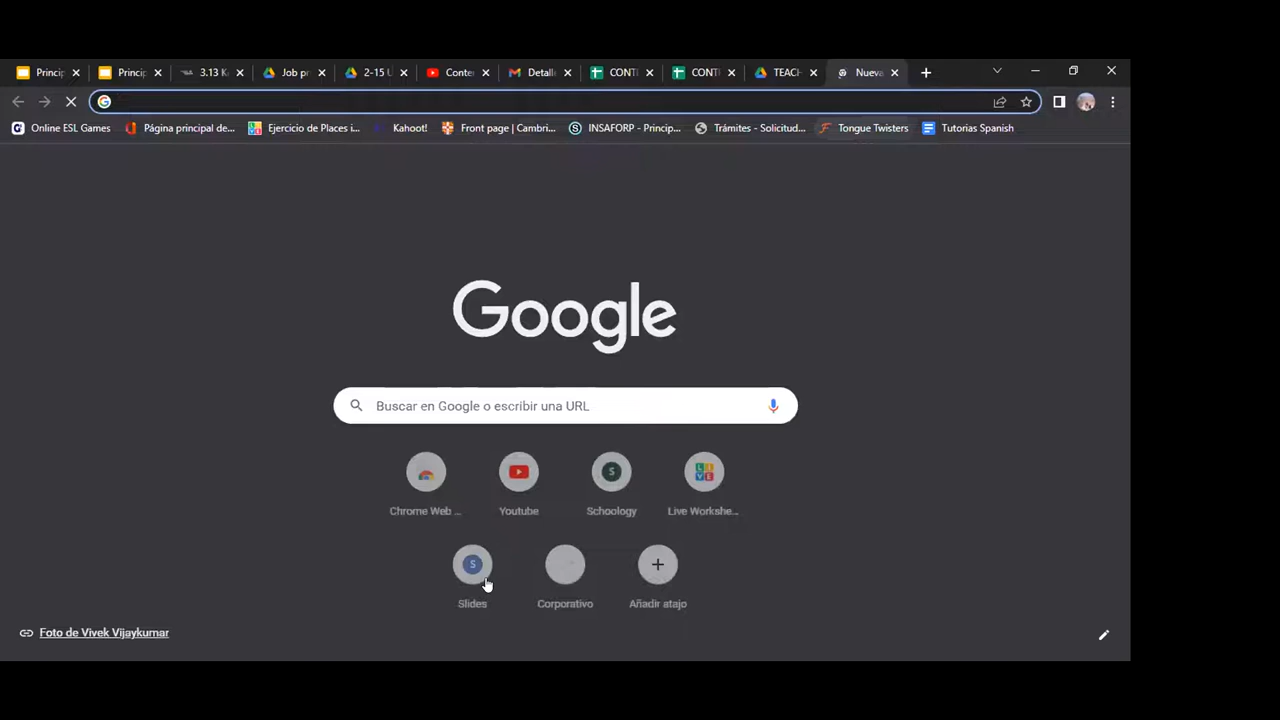 Princip
Princip
3.13 K
Job p
2-15 U
Conte
Detall
CONT
CONT
TEACH
Nueva
Online ESL Games
Página principal de...
Ejercicio de Places i...
Kahoot!
Front page | Cambri...
INSAFORP - Princip...
Trámites - Solicitud...
Tongue Twisters
Tutorias Spanish
Google
Buscar en Google o escribir una URL
Chrome Web ...
Youtube
Schoology
Live Workshe...
Slides
Corporativo
Añadir atajo
Foto de Vivek Vijaykumar